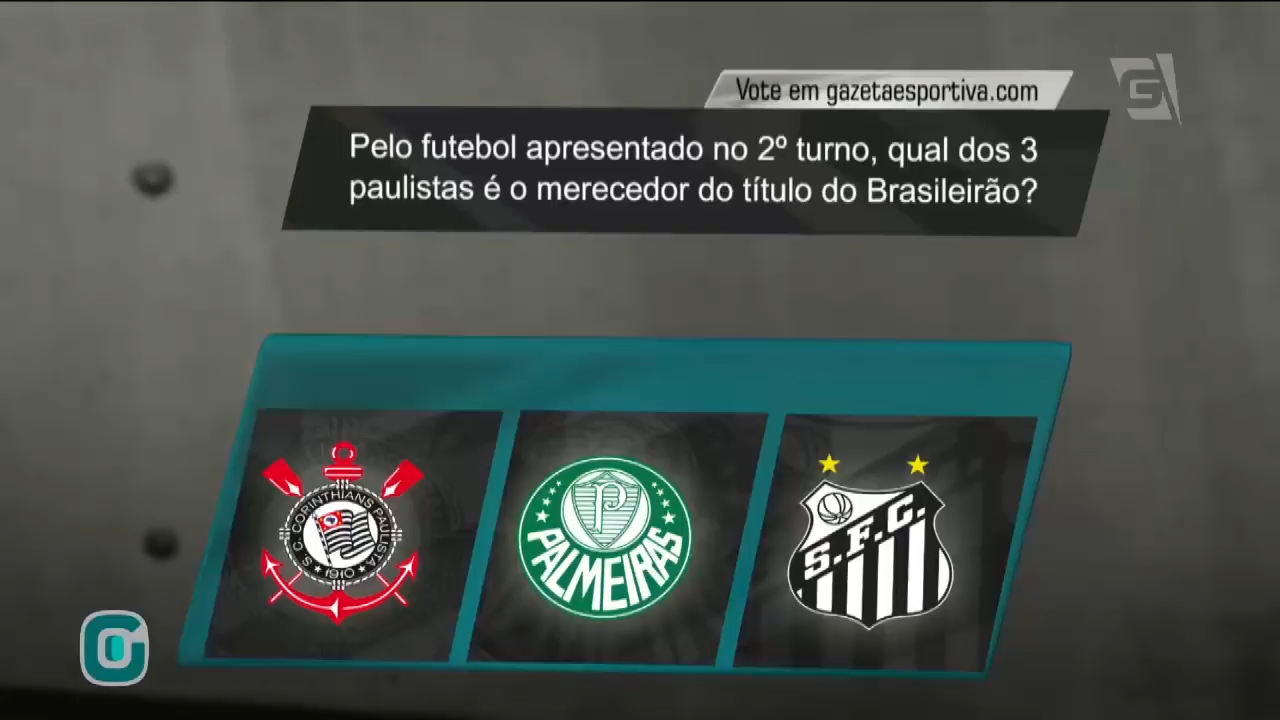 Vote em gazetaesportiva.com
Pelo futebol apresentado no 2º turno, qual dos 3
paulistas é o merecedor do título do Brasileirão?
S. C. CORINTHIANS PAULISTA
1910
P
PALMEIRAS
S.F.C.
G